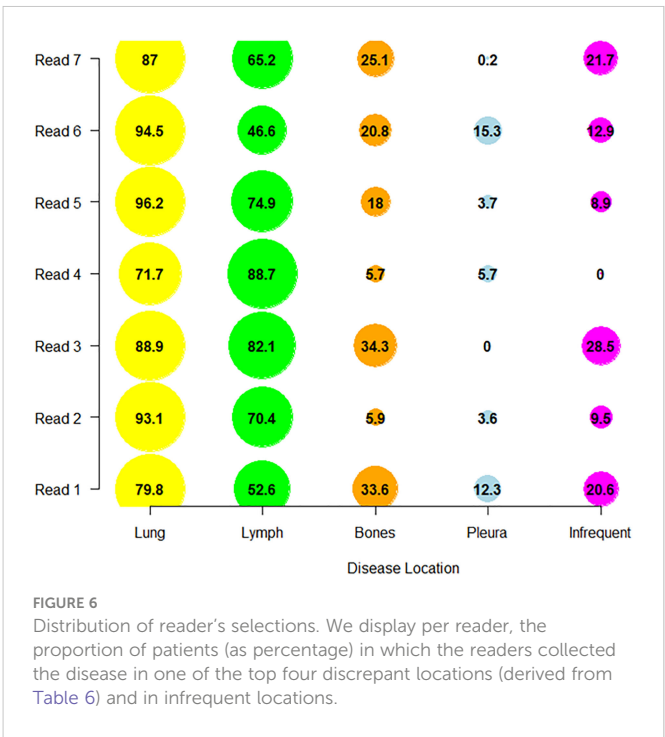 Read 7 87 65.2 25.1 0.2 21.7
Read 6 94.5 46.6 20.8 15.3 12.9
Read 5 96.2 74.9 18 3.7 8.9
Read 4 71.7 88.7 5.7 5.7 0
Read 3 88.9 82.1 34.3 0 28.5
Read 2 93.1 70.4 5.9 3.6 9.5
Read 1 79.8 52.6 33.6 12.3 20.6
Lung Lymph Bones Pleura Infrequent
Disease Location
FIGURE 6
Distribution of reader's selections. We display per reader, the
proportion of patients (as percentage) in which the readers collected
the disease in one of the top four discrepant locations (derived from
Table 6) and in infrequent locations.